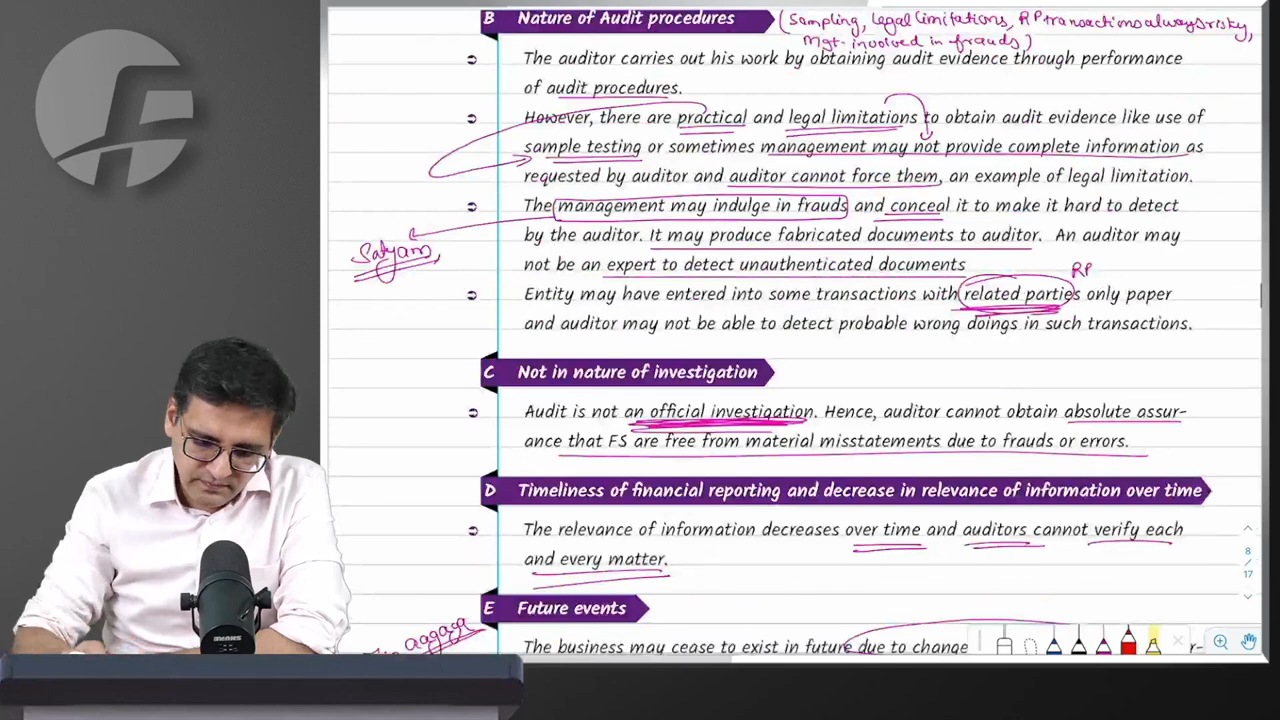 B Nature of Audit procedures
(Sampling, legal limitations, RP transactions always risky,
Mgt. involved in frauds)
The auditor carries out his work by obtaining audit evidence through performance
of audit procedures.
However, there are practical and legal limitations to obtain audit evidence like use of
sample testing or sometimes management may not provide complete information as
requested by auditor and auditor cannot force them, an example of legal limitation.
The management may indulge in frauds and conceal it to make it hard to detect
by the auditor. It may produce fabricated documents to auditor. An auditor may
Satyam
not be an expert to detect unauthenticated documents
RP
Entity may have entered into some transactions with related parties only paper
and auditor may not be able to detect probable wrong doings in such transactions.
C Not in nature of investigation
Audit is not an official investigation. Hence, auditor cannot obtain absolute assur-
ance that FS are free from material misstatements due to frauds or errors.
D Timeliness of financial reporting and decrease in relevance of information over time
The relevance of information decreases over time and auditors cannot verify each
and every matter.
8
/
17
E Future events
aagaya
The business may cease to exist in future due to change r-
SHURE